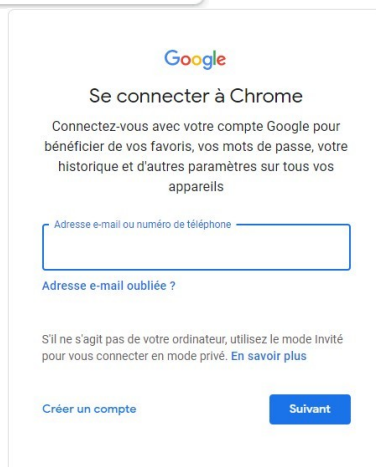 Google
Se connecter à Chrome
Connectez-vous avec votre compte Google pour
bénéficier de vos favoris, vos mots de passe, votre
historique et d'autres paramètres sur tous vos
appareils
Adresse e-mail ou numéro de téléphone
Adresse e-mail oubliée ?
S'il ne s'agit pas de votre ordinateur, utilisez le mode Invité
pour vous connecter en mode privé. En savoir plus
Créer un compte
Suivant